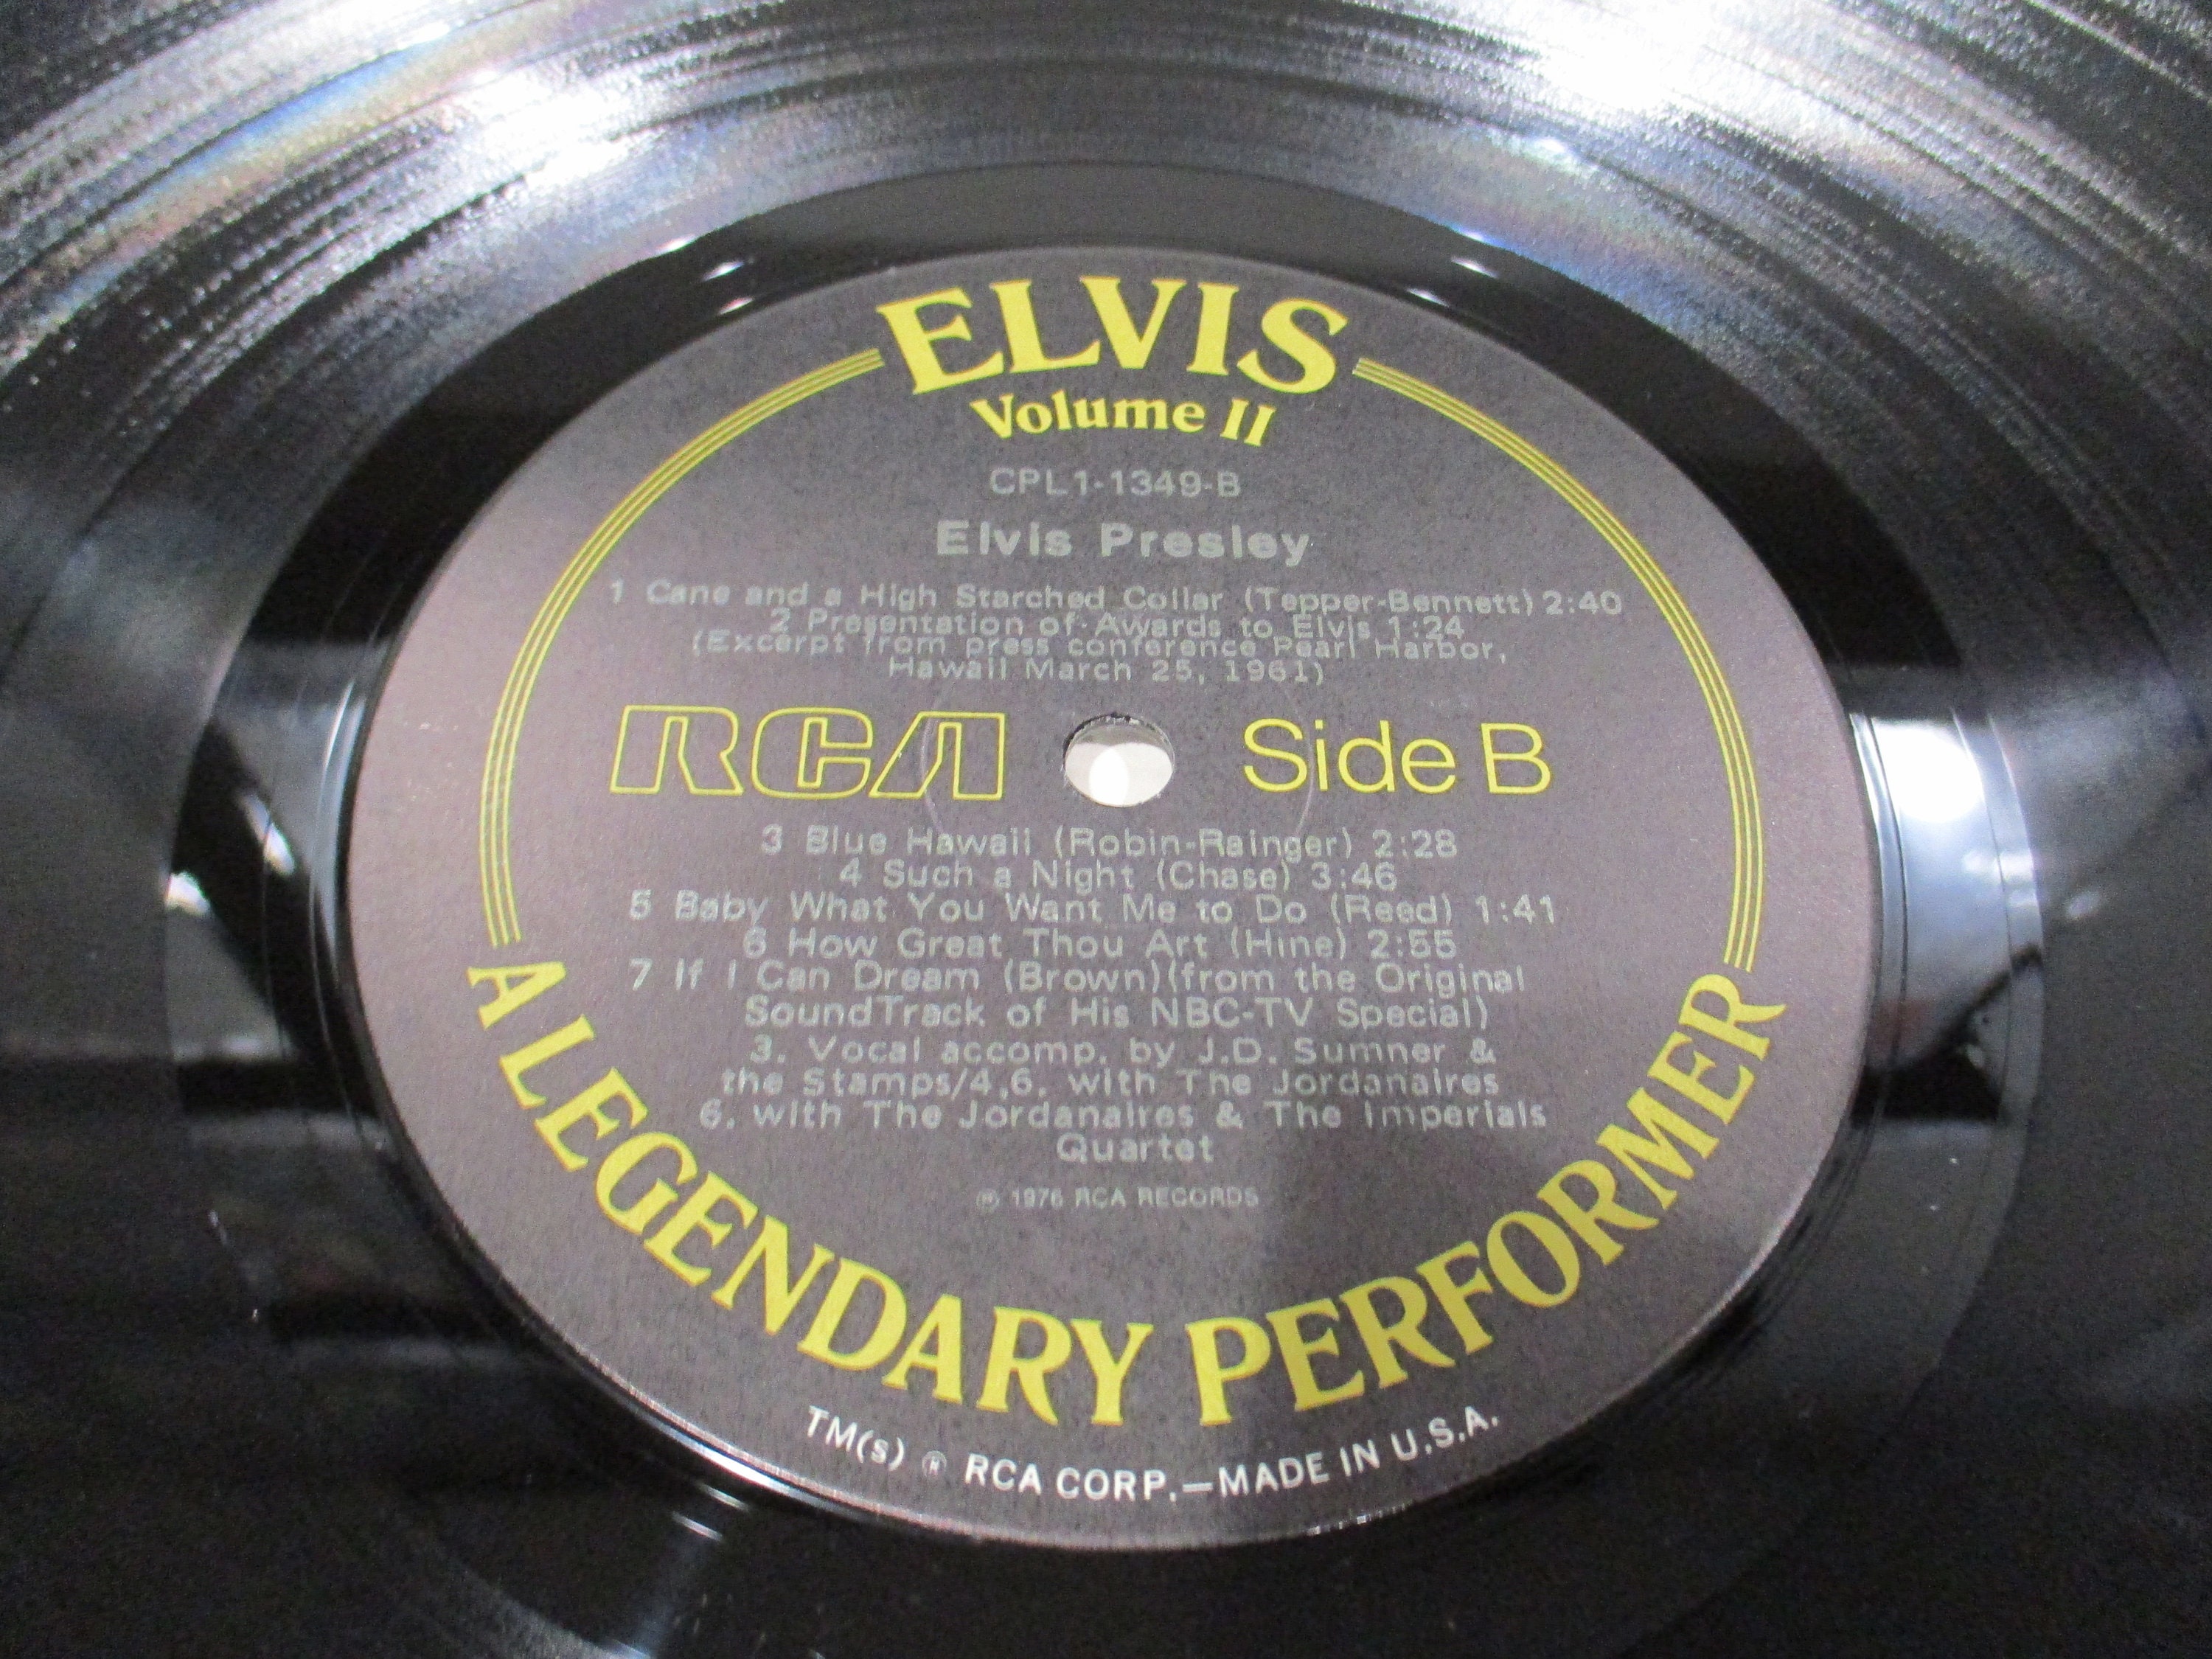 ELVIS
Volume II
CPL1-1349-B
Elvis Presley
1 Cane and a High Starched Collar (Tepper-Bennett) 2:40
2 Presentation of Awards to Elvis 1:24
(Excerpt from press conference Pearl Harbor,
Hawaii March 25, 1961)
RCA Side B
3 Blue Hawaii (Robin-Rainger) 2:28
4 Such a Night (Chase) 3:46
5 Baby What You Want Me to Do (Reed) 1:41
6 How Great Thou Art (Hine) 2:55
7 If I Can Dream (Brown)(from the Original
SoundTrack of His NBC-TV Special)
3. Vocal accomp. by J.D. Sumner &
the Stamps/4,6. with The Jordanaires
6. with The Jordanaires & The Imperials
Quartet
℗ 1976 RCA RECORDS
A LEGENDARY PERFORMER
TM(s) ® RCA CORP.—MADE IN U.S.A.